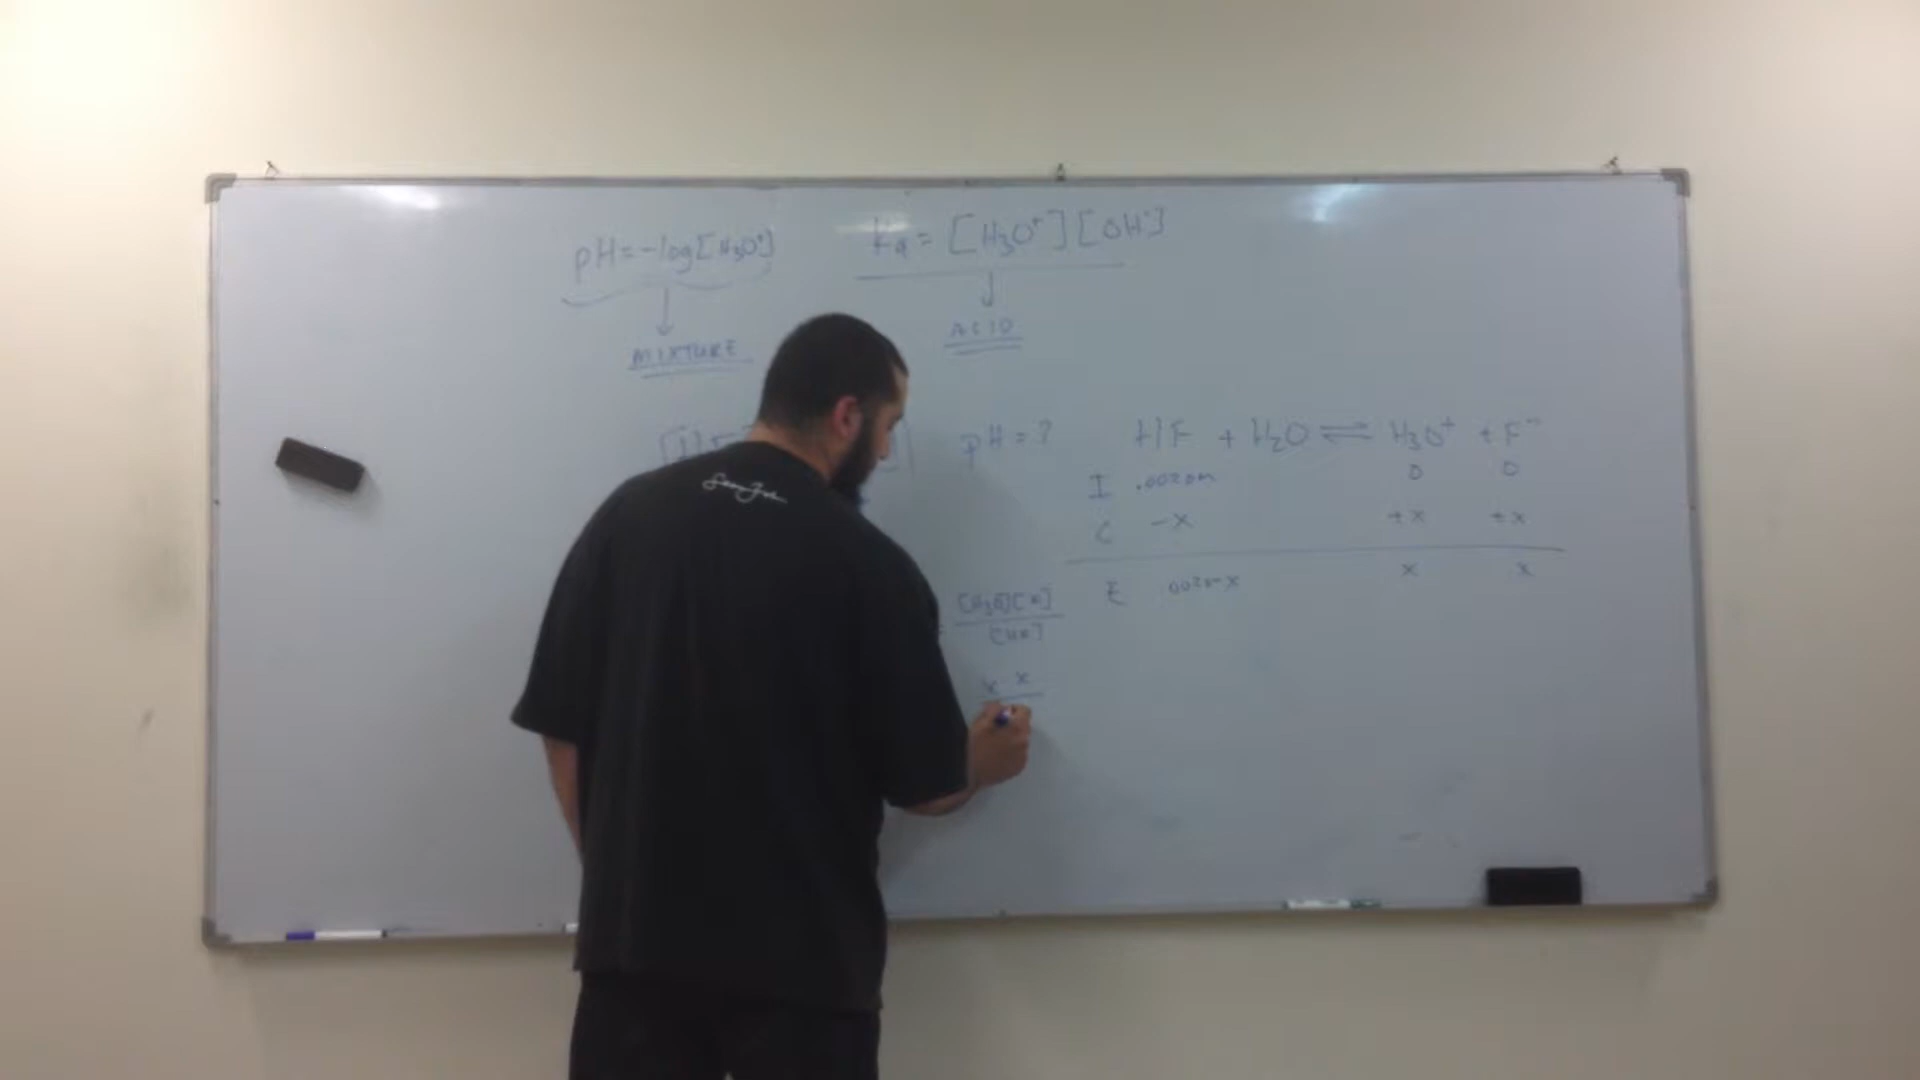 pH=-log[H₃O⁺]
Ka=[H₃O⁺][OH⁻]
MIXTURE
ACID
pH=?
HF + H₂O ⇌ H₃O⁺ + F⁻
I .0020m 0 0
C -x +x +x
E .0020-x x x
x x